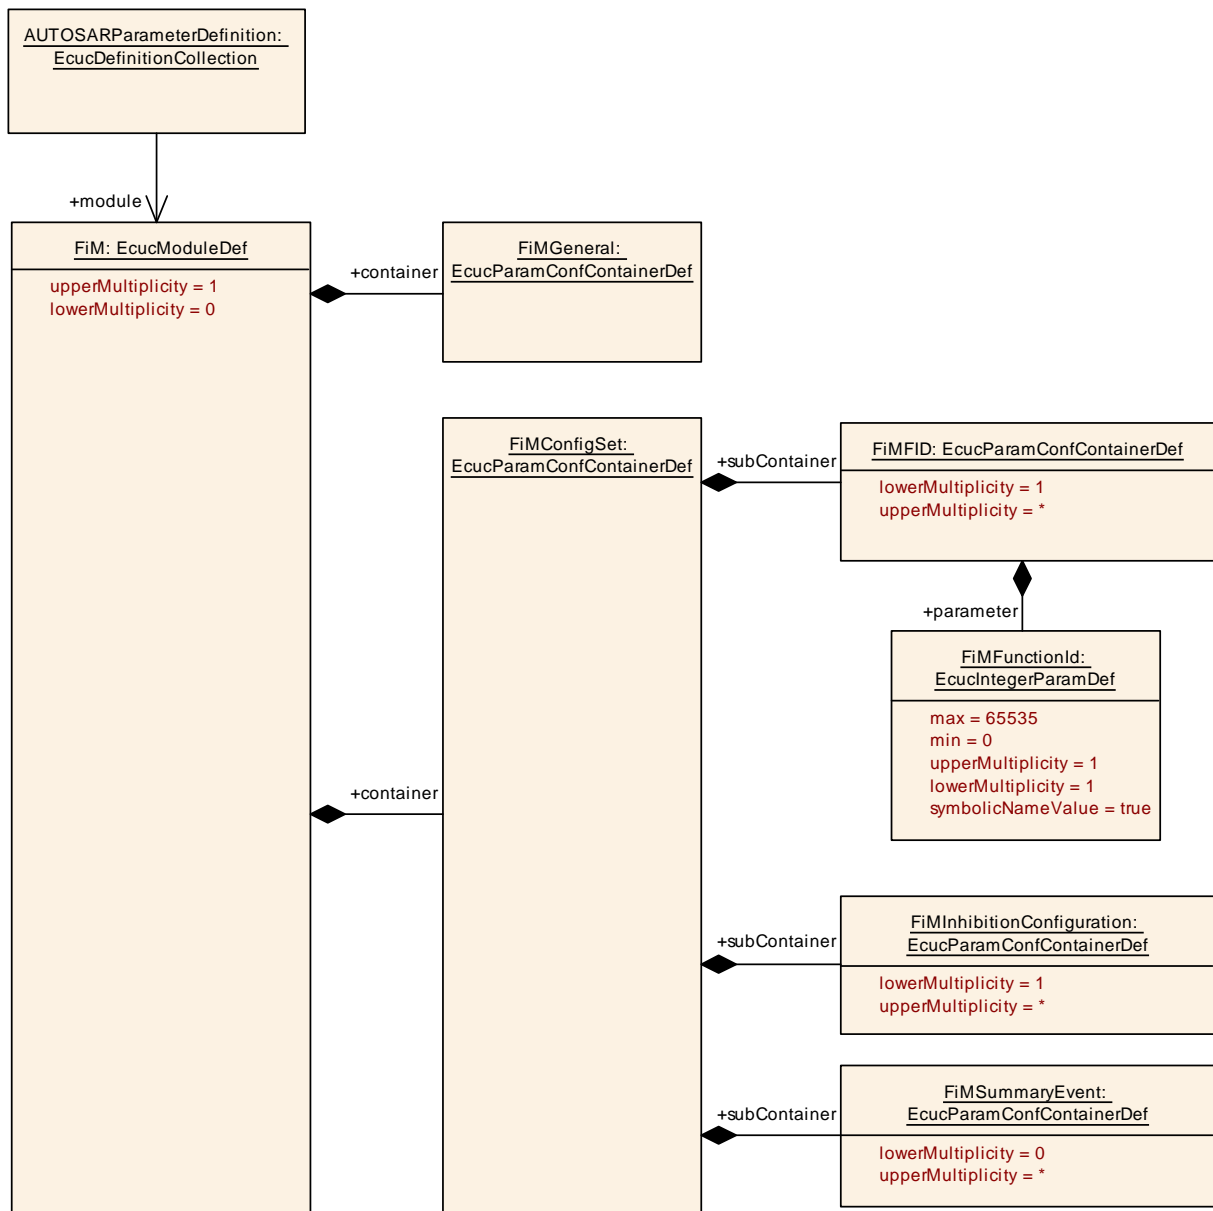 AUTOSARParameterDefinition:
EcucDefinitionCollection
+module
FiM: EcucModuleDef
upperMultiplicity = 1
lowerMultiplicity = 0
+container
FiMGeneral:
EcucParamConfContainerDef
FiMConfigSet:
EcucParamConfContainerDef
+subContainer
FiMFID: EcucParamConfContainerDef
lowerMultiplicity = 1
upperMultiplicity = *
+parameter
FiMFunctionId:
EcucIntegerParamDef
max = 65535
min = 0
upperMultiplicity = 1
lowerMultiplicity = 1
symbolicNameValue = true
+container
+subContainer
FiMInhibitionConfiguration:
EcucParamConfContainerDef
lowerMultiplicity = 1
upperMultiplicity = *
+subContainer
FiMSummaryEvent:
EcucParamConfContainerDef
lowerMultiplicity = 0
upperMultiplicity = *